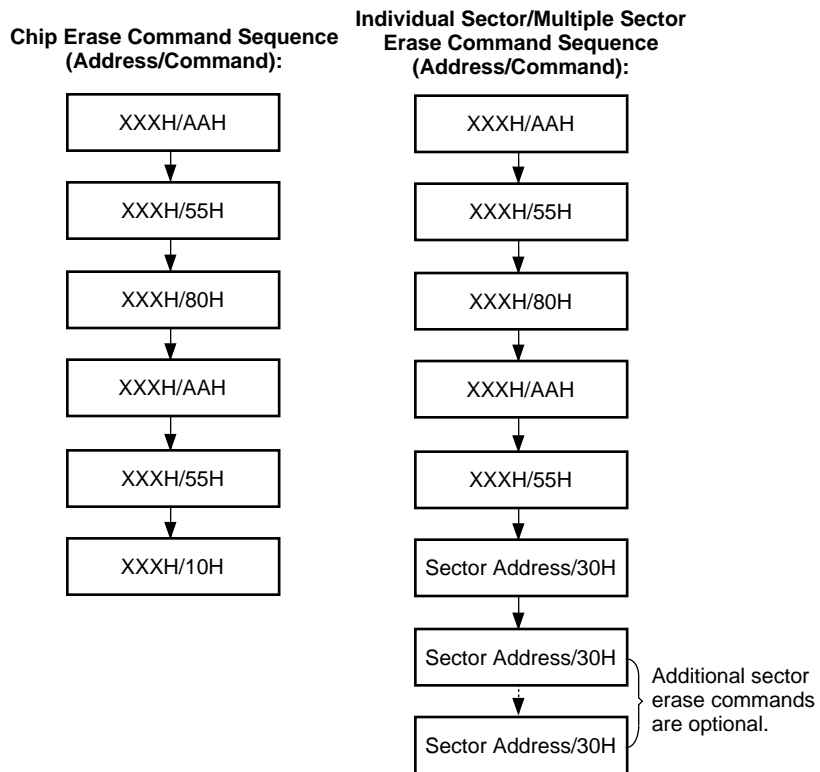 Chip Erase Command Sequence
(Address/Command):
XXXH/AAH
XXXH/55H
XXXH/80H
XXXH/AAH
XXXH/55H
XXXH/10H
Individual Sector/Multiple Sector
Erase Command Sequence
(Address/Command):
XXXH/AAH
XXXH/55H
XXXH/80H
XXXH/AAH
XXXH/55H
Sector Address/30H
Sector Address/30H
Sector Address/30H
Additional sector
erase commands
are optional.